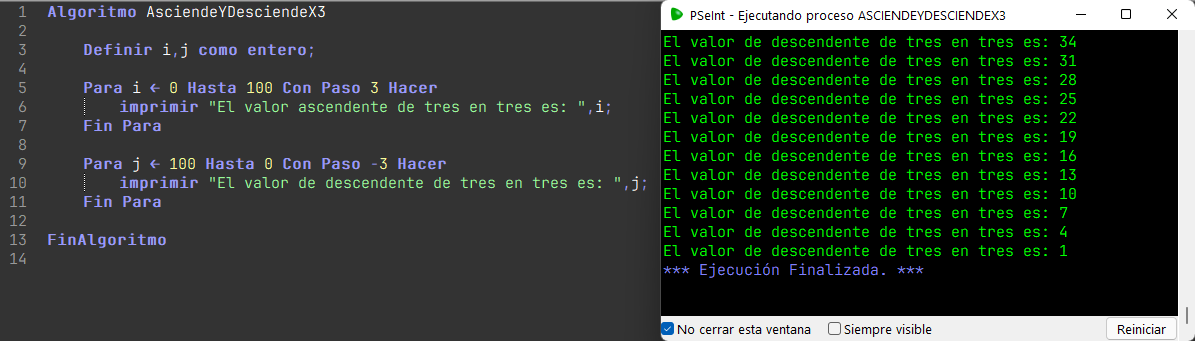 1 Algoritmo AsciendeYDesciendeX3
2
3 Definir i,j como entero;
4
5 Para i ← 0 Hasta 100 Con Paso 3 Hacer
6 imprimir "El valor ascendente de tres en tres es: ",i;
7 Fin Para
8
9 Para j ← 100 Hasta 0 Con Paso -3 Hacer
10 imprimir "El valor de descendente de tres en tres es: ",j;
11 Fin Para
12
13 FinAlgoritmo
14
PSeInt - Ejecutando proceso ASCIENDEYDESCIENDEX3
El valor de descendente de tres en tres es: 34
El valor de descendente de tres en tres es: 31
El valor de descendente de tres en tres es: 28
El valor de descendente de tres en tres es: 25
El valor de descendente de tres en tres es: 22
El valor de descendente de tres en tres es: 19
El valor de descendente de tres en tres es: 16
El valor de descendente de tres en tres es: 13
El valor de descendente de tres en tres es: 10
El valor de descendente de tres en tres es: 7
El valor de descendente de tres en tres es: 4
El valor de descendente de tres en tres es: 1
*** Ejecución Finalizada. ***
No cerrar esta ventana Siempre visible Reiniciar